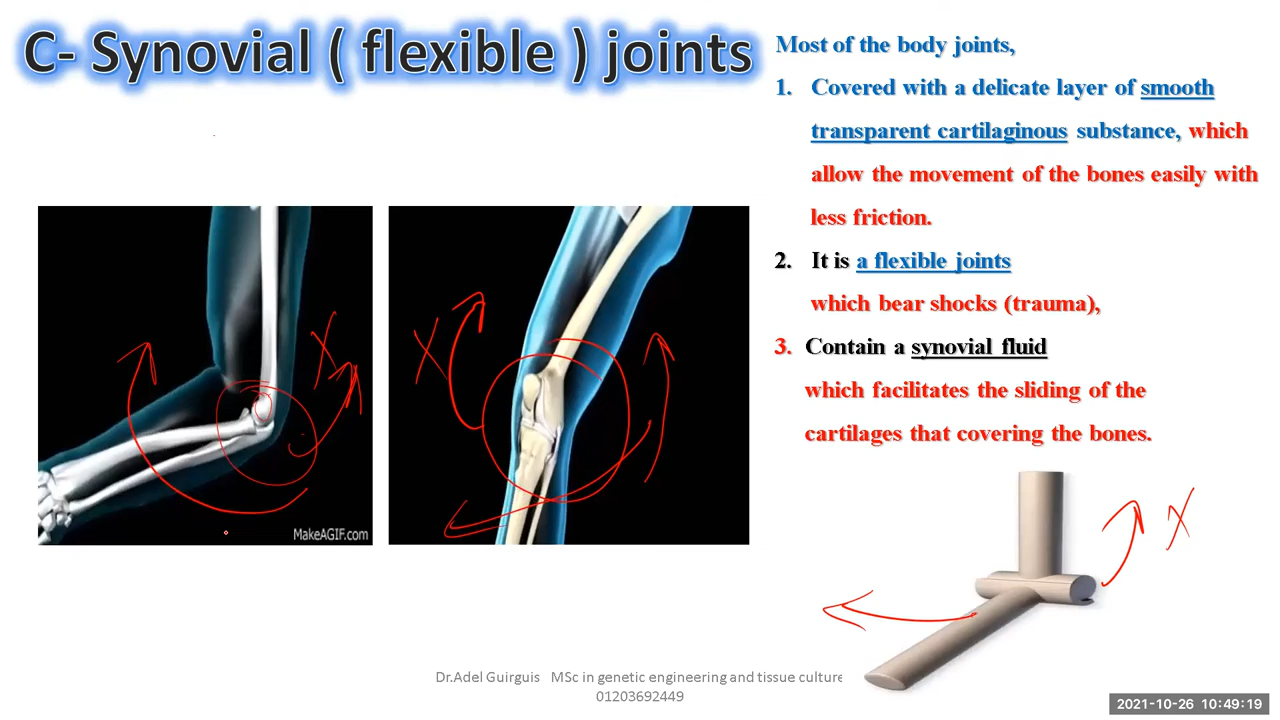 C- Synovial ( flexible ) joints
Most of the body joints,
1. Covered with a delicate layer of smooth
transparent cartilaginous substance, which
allow the movement of the bones easily with
less friction.
2. It is a flexible joints
which bear shocks (trauma),
3. Contain a synovial fluid
which facilitates the sliding of the
cartilages that covering the bones.
X
X
X
MakeAGIF.com
Dr.Adel Guirguis MSc in genetic engineering and tissue culture
01203692449
2021-10-26 10:49:19